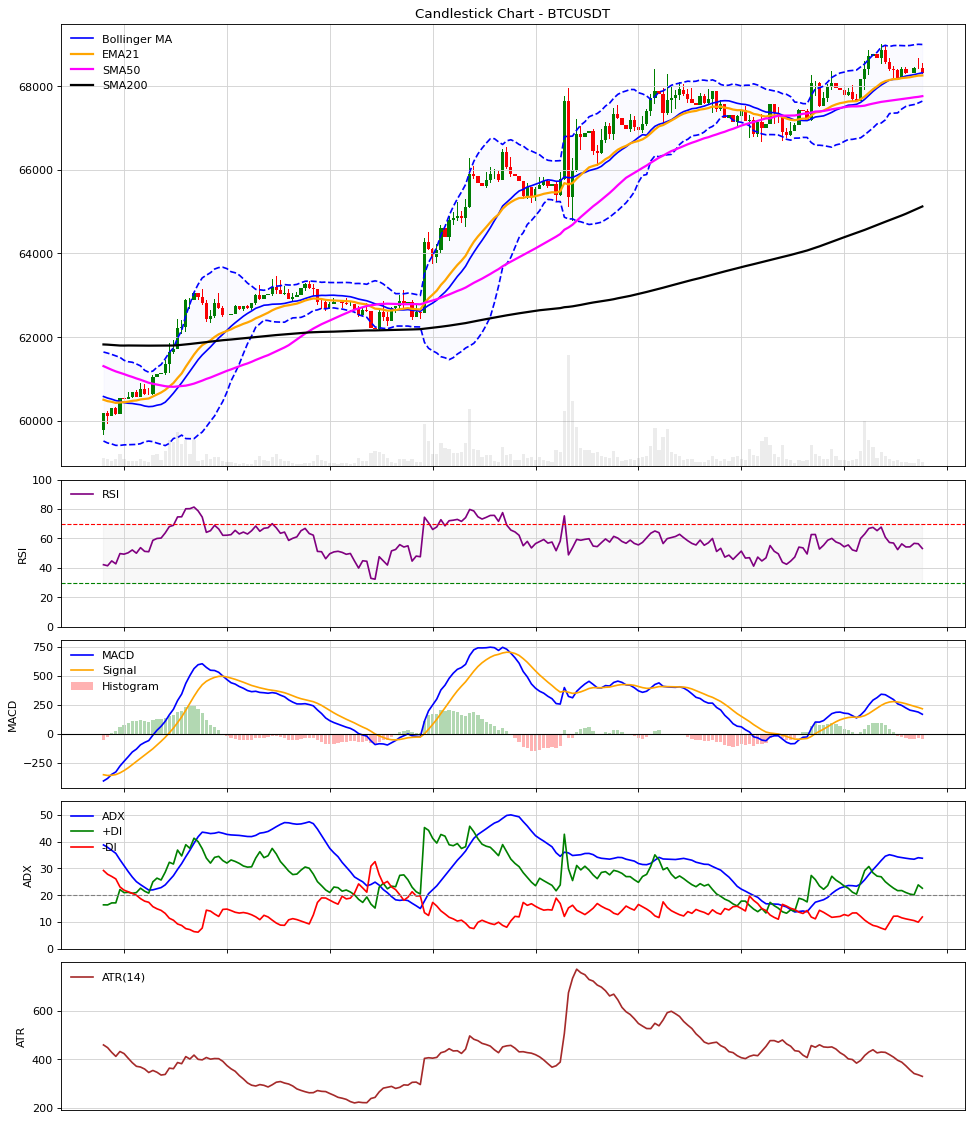 Candlestick Chart - BTCUSDT
Bollinger MA
EMA21
SMA50
SMA200
68000
66000
64000
62000
60000
RSI
100
80
60
40
20
0
RSI
MACD
Signal
Histogram
750
500
250
0
−250
MACD
ADX
+DI
-DI
50
40
30
20
10
0
ADX
ATR(14)
600
400
200
ATR